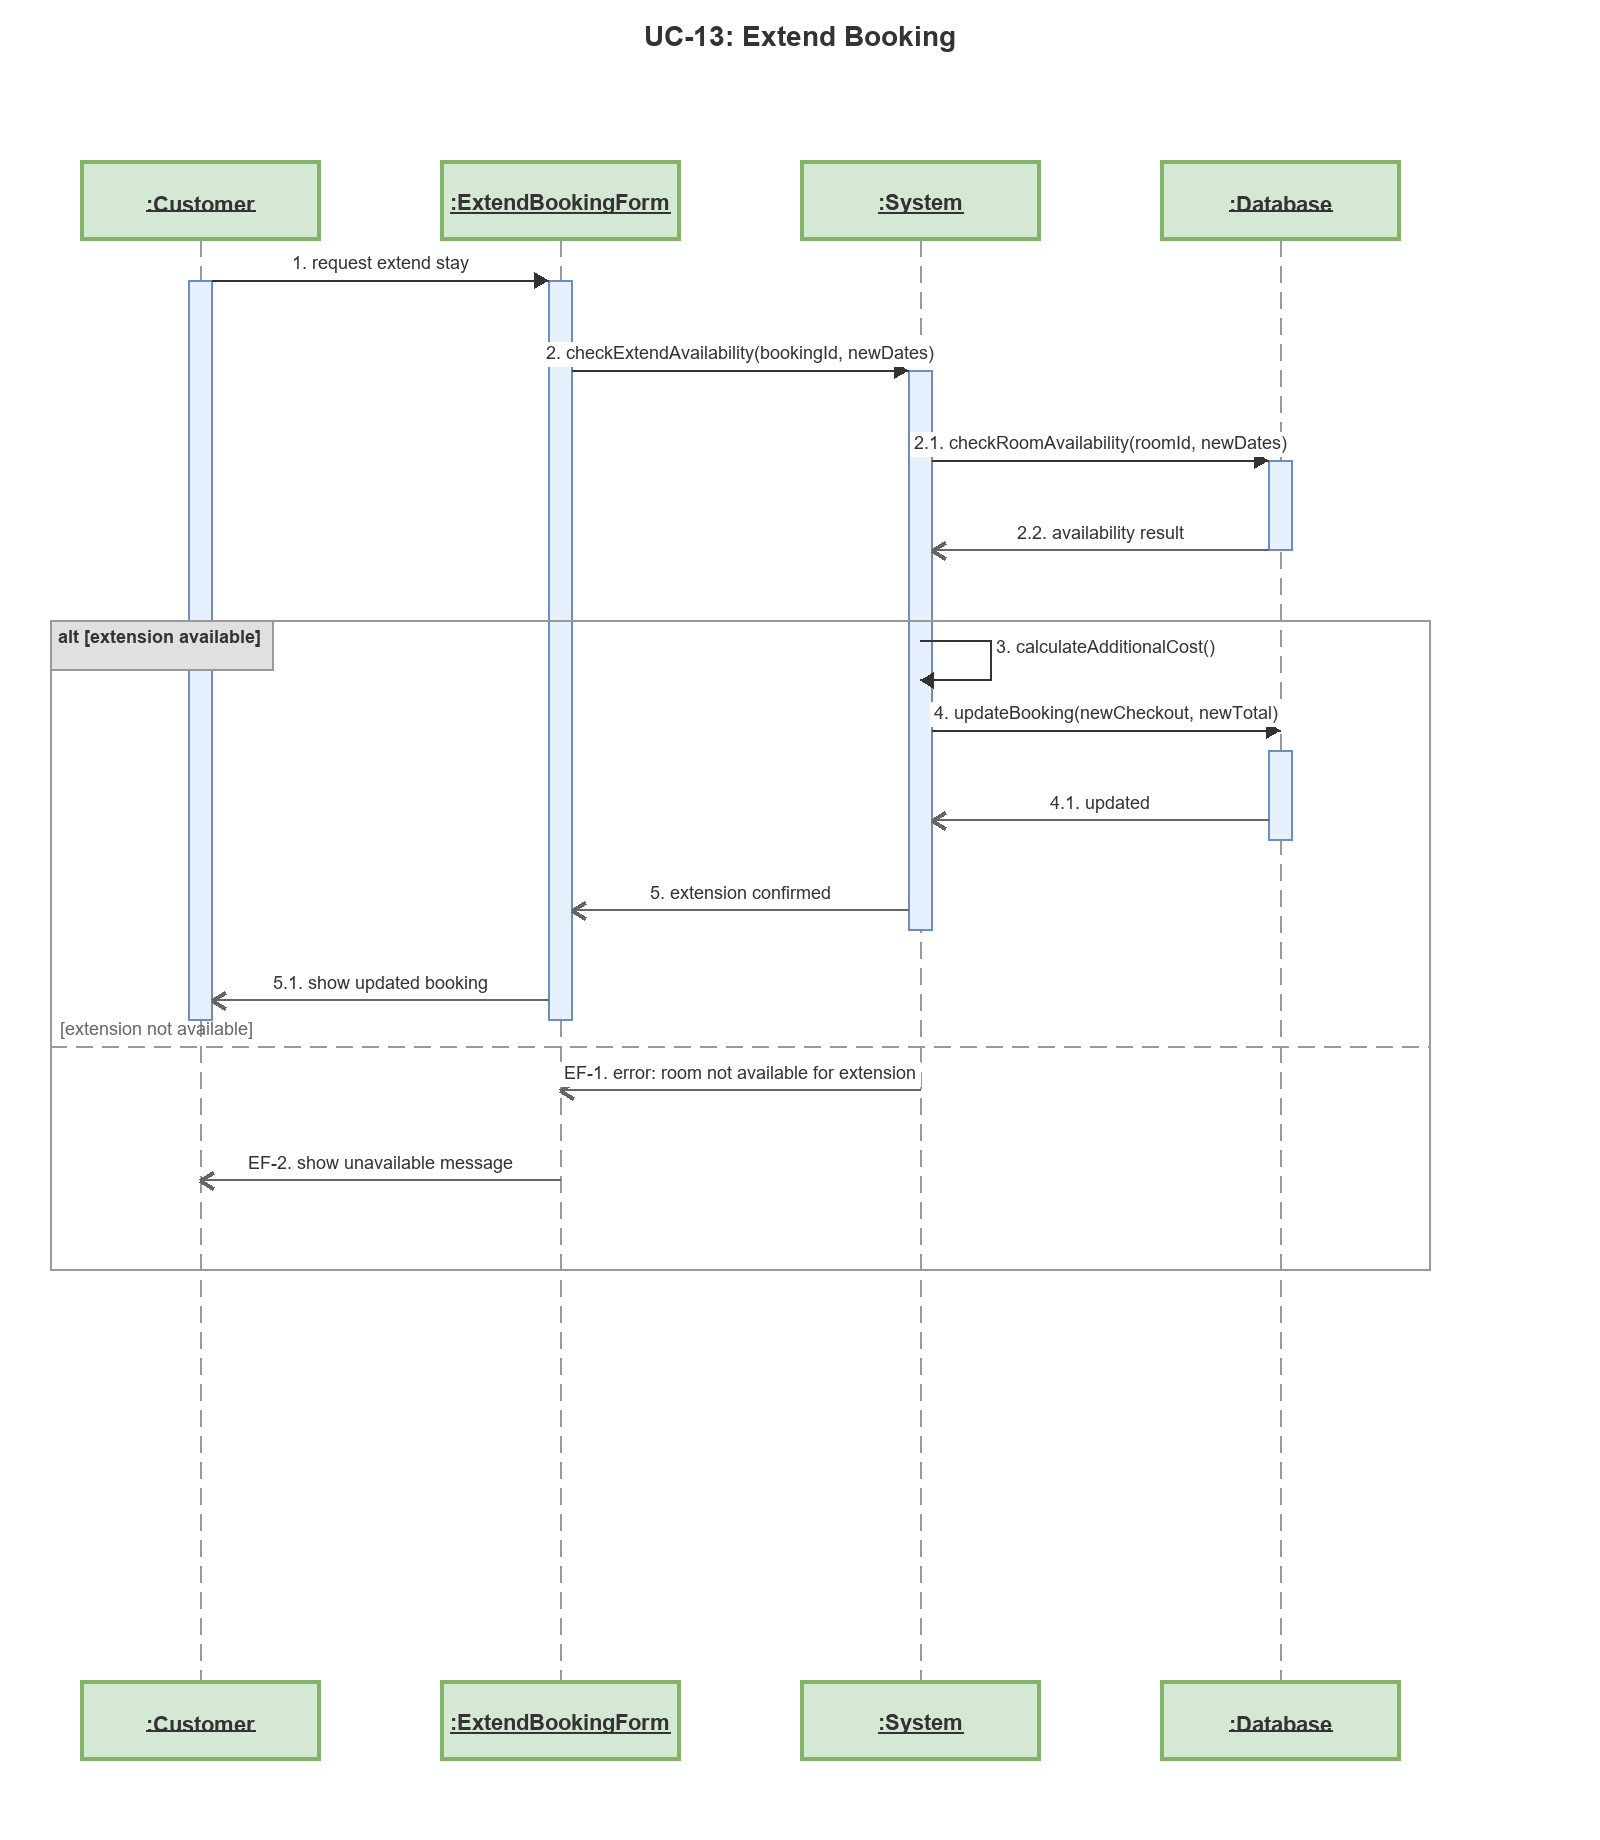 UC-13: Extend Booking
:Customer
:ExtendBookingForm
:System
:Database
1. request extend stay
2. checkExtendAvailability(bookingId, newDates)
2.1. checkRoomAvailability(roomId, newDates)
2.2. availability result
alt [extension available]
3. calculateAdditionalCost()
4. updateBooking(newCheckout, newTotal)
4.1. updated
5. extension confirmed
5.1. show updated booking
[extension not available]
EF-1. error: room not available for extension
EF-2. show unavailable message
:Customer
:ExtendBookingForm
:System
:Database